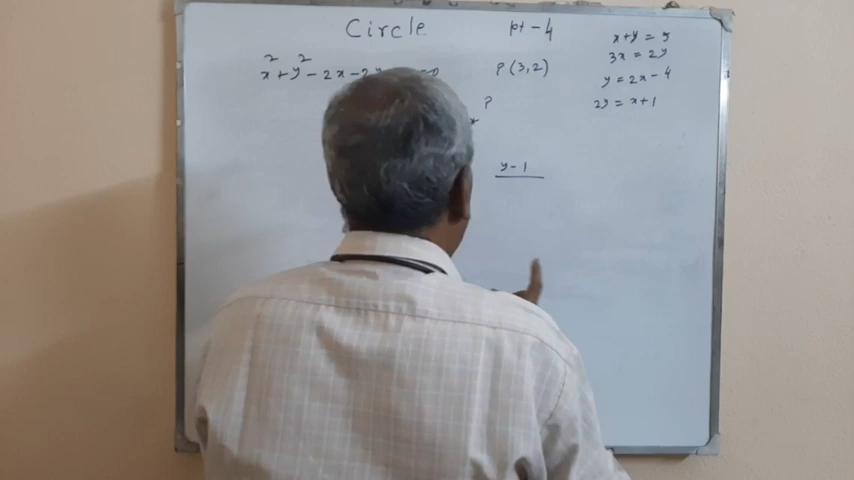 Circle pt - 4
x² + y² - 2x - 2y = 0 P(3,2)
P
y - 1
x + y = 5
3x = 2y
y = 2x - 4
2y = x + 1